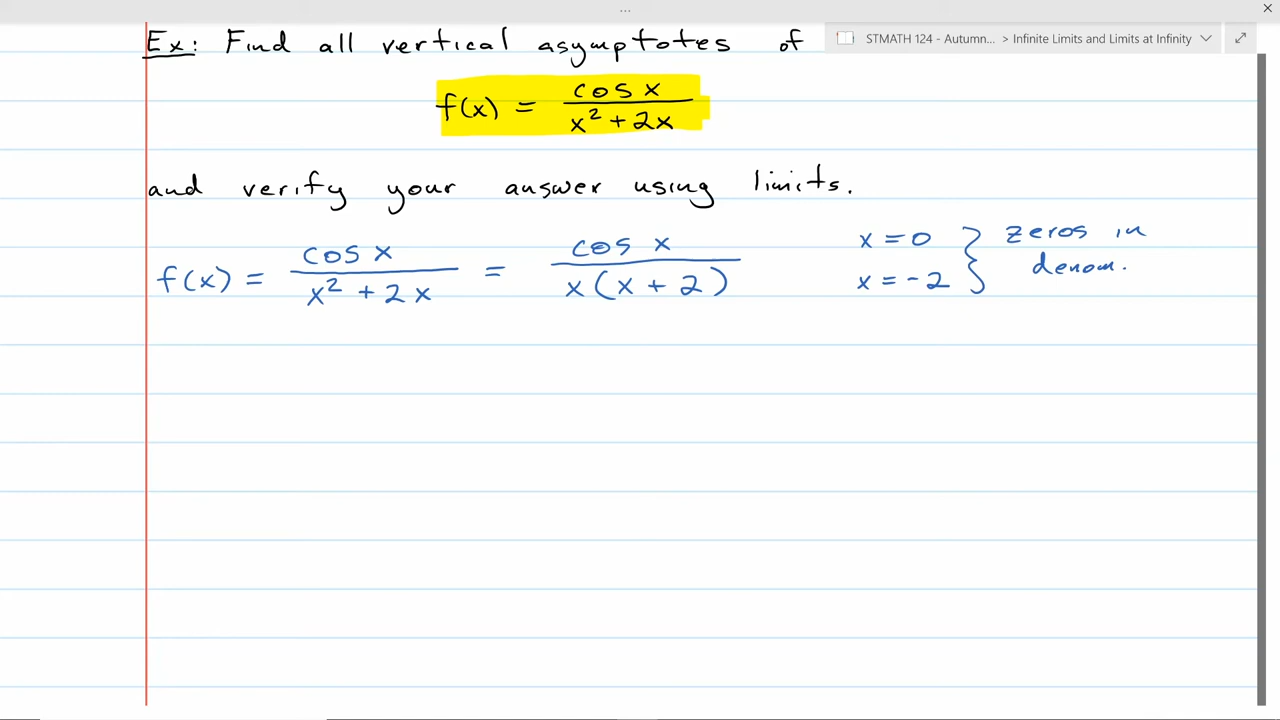 ...
Ex: Find all vertical asymptotes of
STMATH 124 - Autumn... > Infinite Limits and Limits at Infinity
f(x) = cos x / x² + 2x
and verify your answer using limits.
f(x) = cos x / x² + 2x = cos x / x(x + 2)
x = 0
x = -2
zeros in
denom.